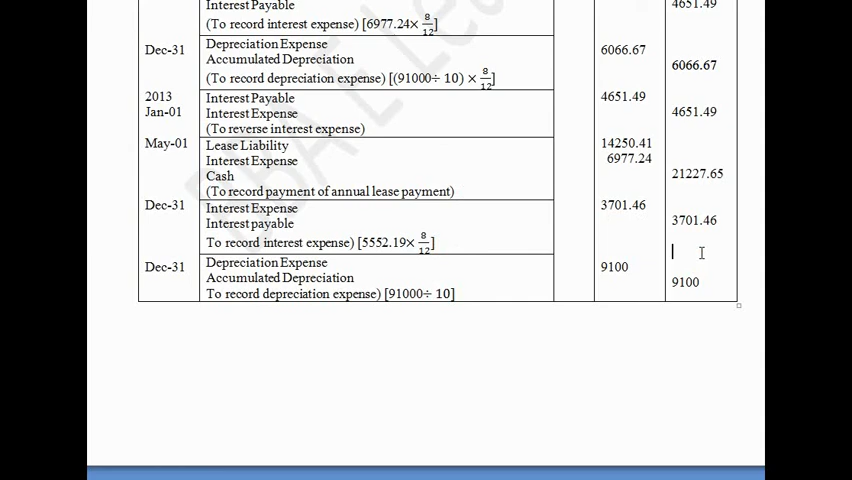 Interest Payable 4651.49
(To record interest expense) [6977.24× 8/12]
Dec-31 Depreciation Expense 6066.67
Accumulated Depreciation 6066.67
(To record depreciation expense) [(91000÷ 10) × 8/12]
2013 Interest Payable 4651.49
Jan-01 Interest Expense 4651.49
(To reverse interest expense)
May-01 Lease Liability 14250.41
Interest Expense 6977.24
Cash 21227.65
(To record payment of annual lease payment)
Dec-31 Interest Expense 3701.46
Interest payable 3701.46
To record interest expense) [5552.19× 8/12]
Dec-31 Depreciation Expense 9100
Accumulated Depreciation 9100
To record depreciation expense) [91000÷ 10]